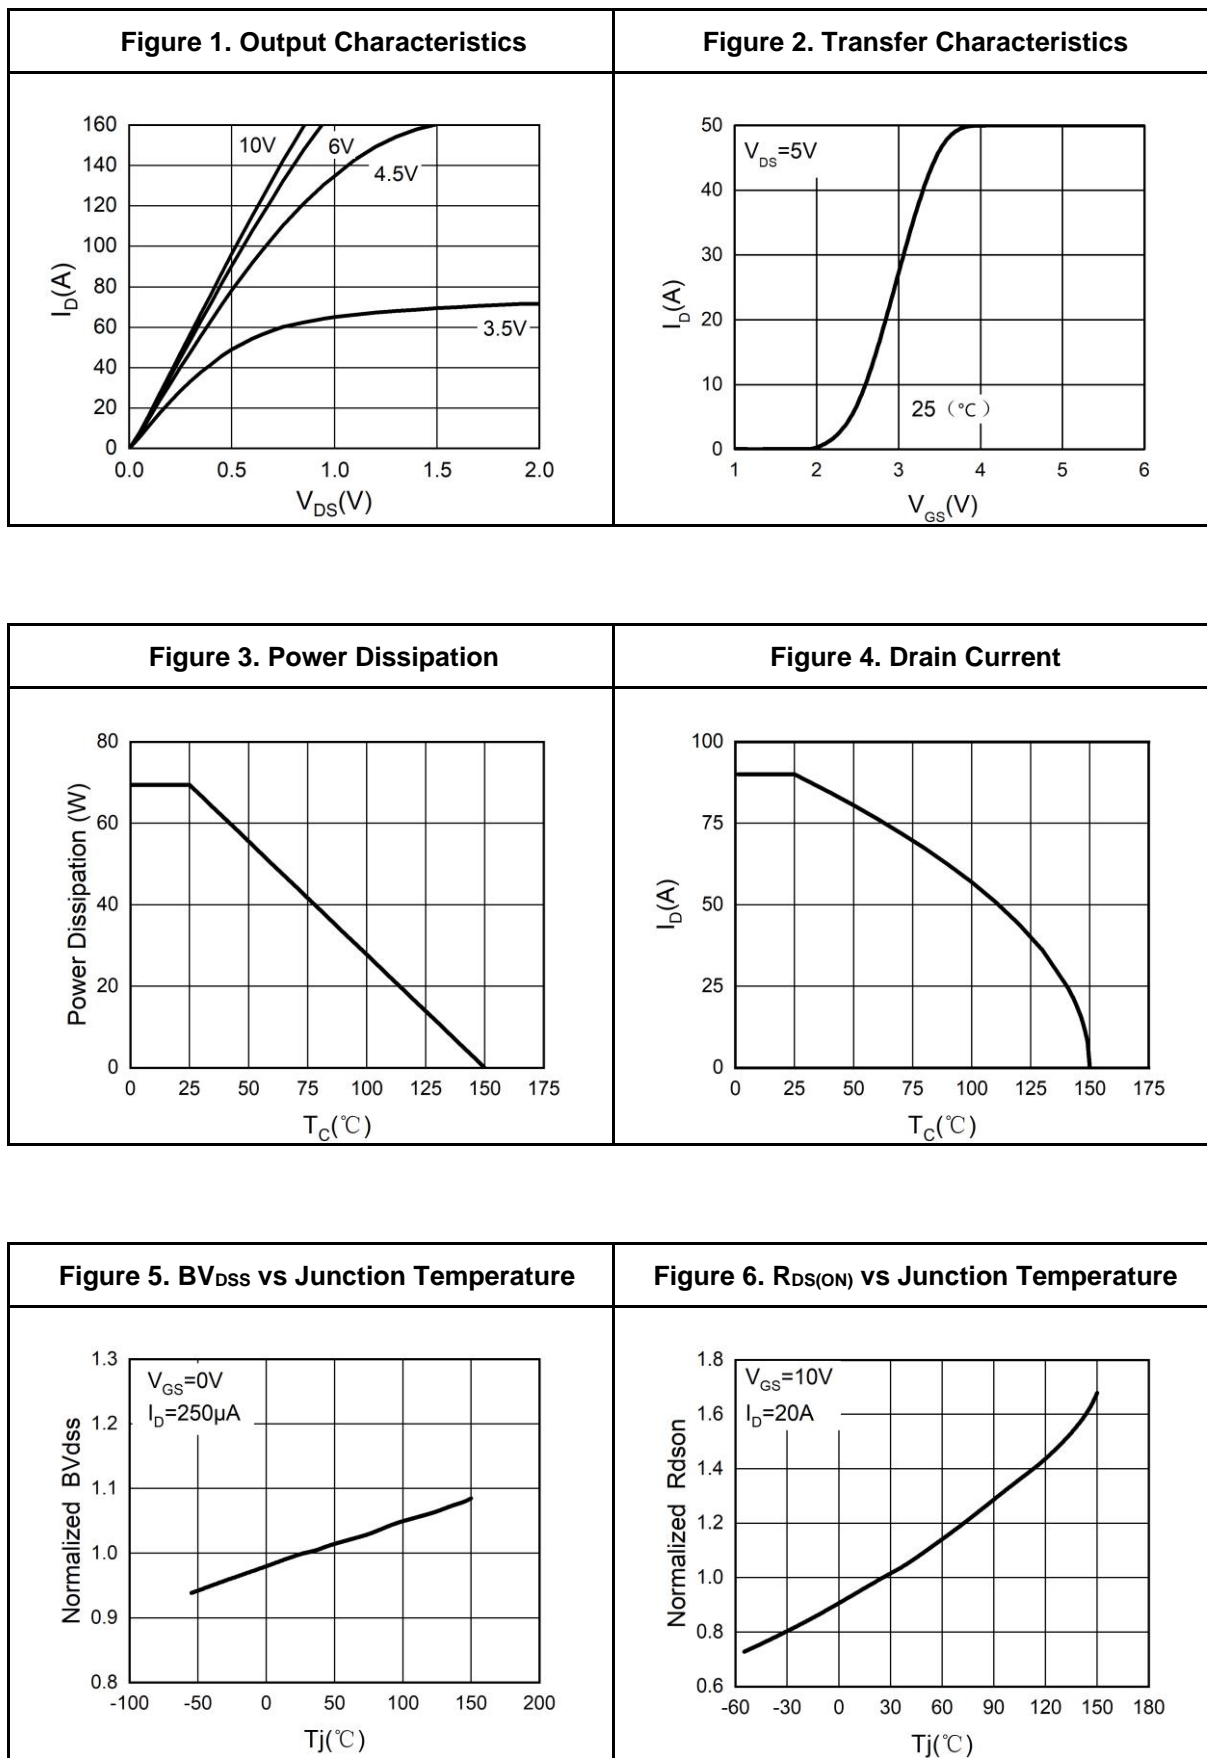 Figure 1. Output Characteristics
Figure 2. Transfer Characteristics
160
140
120
100
80
60
40
20
0
I_D(A)
10V
6V
4.5V
3.5V
0.0 0.5 1.0 1.5 2.0
V_DS(V)
50
40
30
20
10
0
I_D(A)
V_DS=5V
25（℃）
1 2 3 4 5 6
V_GS(V)
Figure 3. Power Dissipation
Figure 4. Drain Current
80
60
40
20
0
Power Dissipation (W)
0 25 50 75 100 125 150 175
T_C(℃)
100
75
50
25
0
I_D(A)
0 25 50 75 100 125 150 175
T_C(℃)
Figure 5. BV_DSS vs Junction Temperature
Figure 6. R_DS(ON) vs Junction Temperature
1.3
1.2
1.1
1.0
0.9
0.8
Normalized BVdss
V_GS=0V
I_D=250μA
-100 -50 0 50 100 150 200
Tj(℃)
1.8
1.6
1.4
1.2
1.0
0.8
0.6
Normalized Rdson
V_GS=10V
I_D=20A
-60 -30 0 30 60 90 120 150 180
Tj(℃)